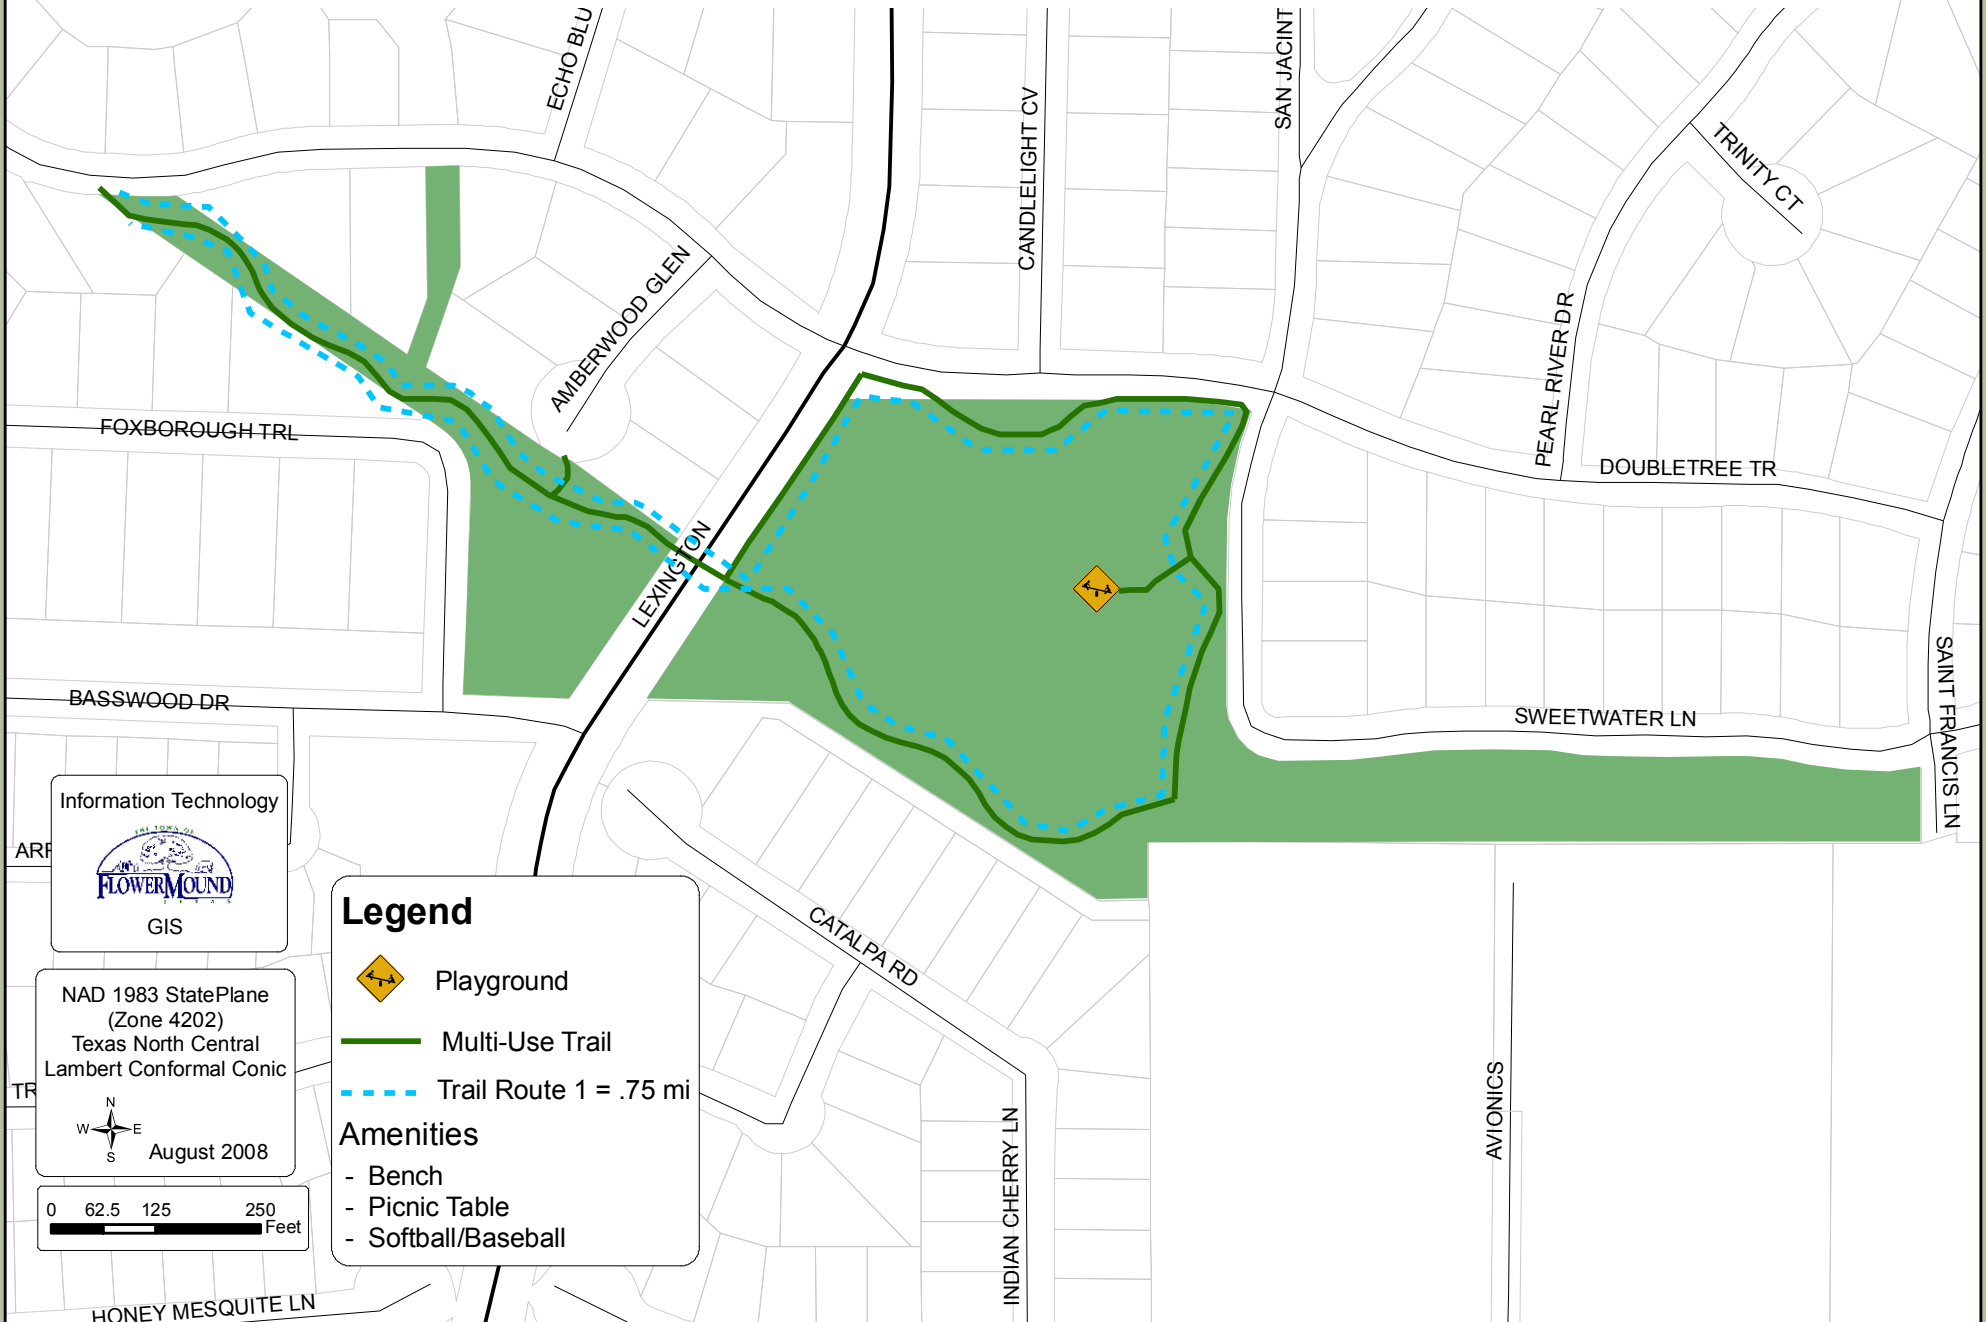 ECHO BLU
CANDLELIGHT CV
SAN JACINT
TRINITY CT
AMBERWOOD GLEN
PEARL RIVER DR
FOXBOROUGH TRL
DOUBLETREE TR
LEXINGTON
BASSWOOD DR
SWEETWATER LN
SAINT FRANCIS LN
Information Technology
THE TOWN OF
FLOWER MOUND
TEXAS
GIS
ARF
CATALPA RD
NAD 1983 StatePlane
(Zone 4202)
Texas North Central
Lambert Conformal Conic
N
W E
S
August 2008
TR
0 62.5 125 250
Feet
Legend
Playground
Multi-Use Trail
Trail Route 1 = .75 mi
Amenities
- Bench
- Picnic Table
- Softball/Baseball
AVIONICS
INDIAN CHERRY LN
HONEY MESQUITE LN